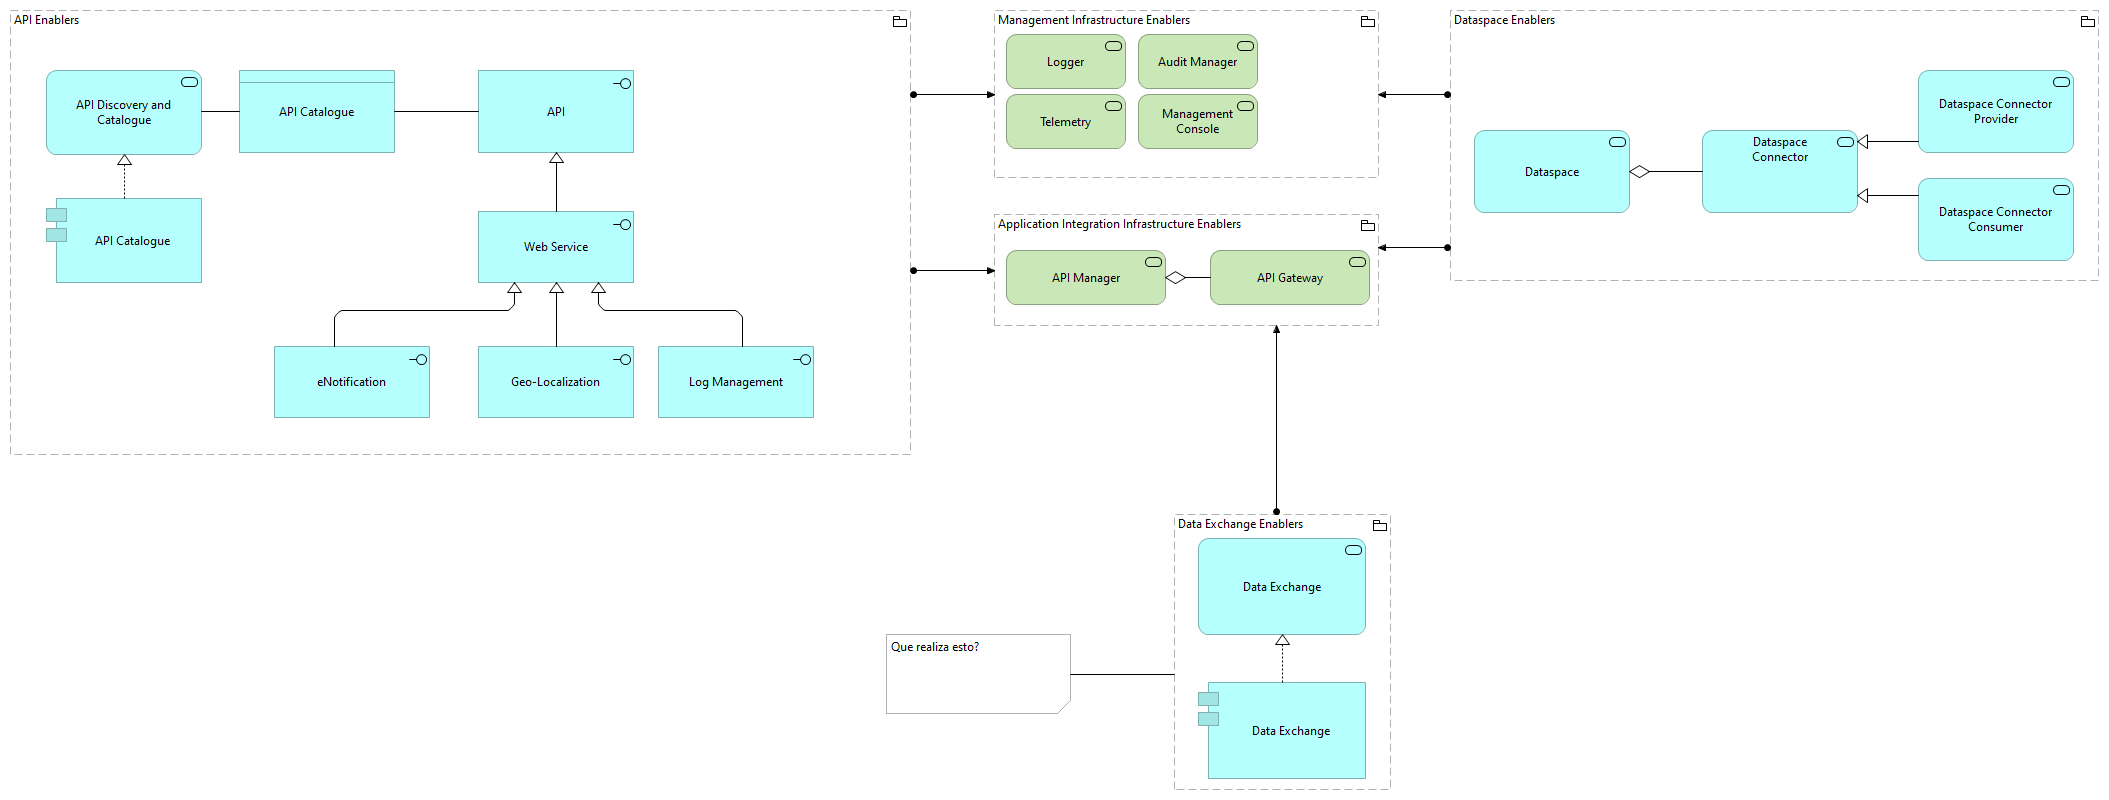 API Enablers
API Discovery and
Catalogue
API Catalogue
API
API Catalogue
Web Service
eNotification
Geo-Localization
Log Management
Management Infrastructure Enablers
Logger
Audit Manager
Telemetry
Management
Console
Application Integration Infrastructure Enablers
API Manager
API Gateway
Dataspace Enablers
Dataspace
Dataspace
Connector
Dataspace Connector
Provider
Dataspace Connector
Consumer
Data Exchange Enablers
Data Exchange
Que realiza esto?
Data Exchange